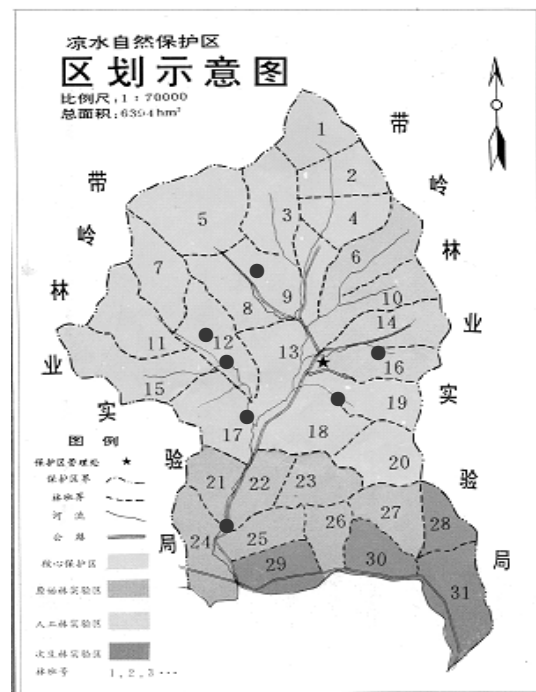 凉水自然保护区
区划示意图
比例尺,1:70000
总面积:6394hm²
带岭林业实验局
带岭林业实验局
1
2
3
4
5
6
7
8
9
10
11
12
13
14
15
16
17
18
19
20
21
22
23
24
25
26
27
28
29
30
31
图例
保护区管理处
保护区界
林班界
河流
公路
核心保护区
原始林实验区
人工林实验区
次生林实验区
林班号 1,2,3···